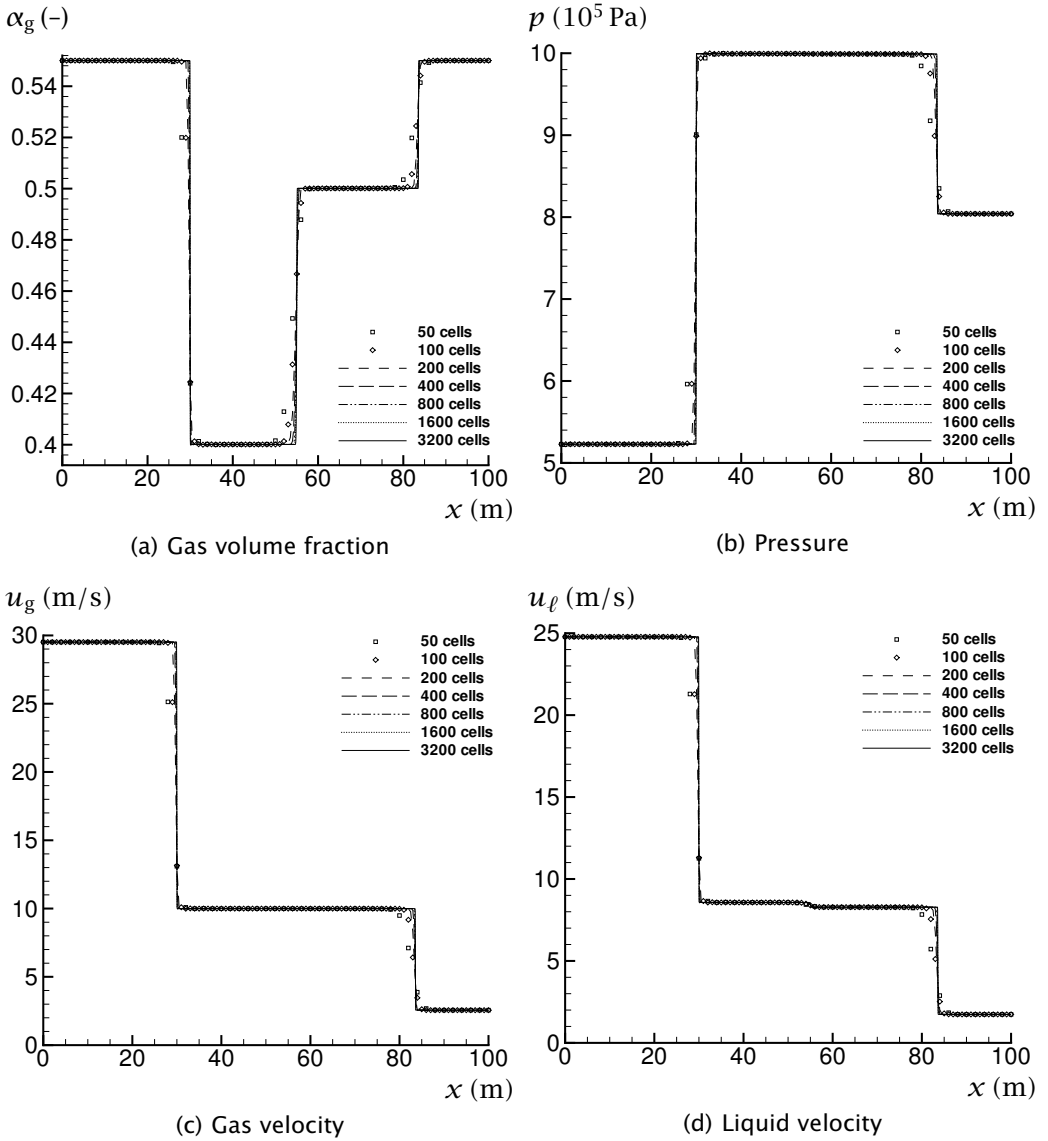 α_g (–)
0.54
0.52
0.5
0.48
0.46
0.44
0.42
0.4
0 20 40 60 80 100
x (m)
50 cells
100 cells
200 cells
400 cells
800 cells
1600 cells
3200 cells
(a) Gas volume fraction
p (10⁵ Pa)
10
9
8
7
6
5
0 20 40 60 80 100
x (m)
50 cells
100 cells
200 cells
400 cells
800 cells
1600 cells
3200 cells
(b) Pressure
u_g (m/s)
30
25
20
15
10
5
0
0 20 40 60 80 100
x (m)
50 cells
100 cells
200 cells
400 cells
800 cells
1600 cells
3200 cells
(c) Gas velocity
u_ℓ (m/s)
25
20
15
10
5
0
0 20 40 60 80 100
x (m)
50 cells
100 cells
200 cells
400 cells
800 cells
1600 cells
3200 cells
(d) Liquid velocity